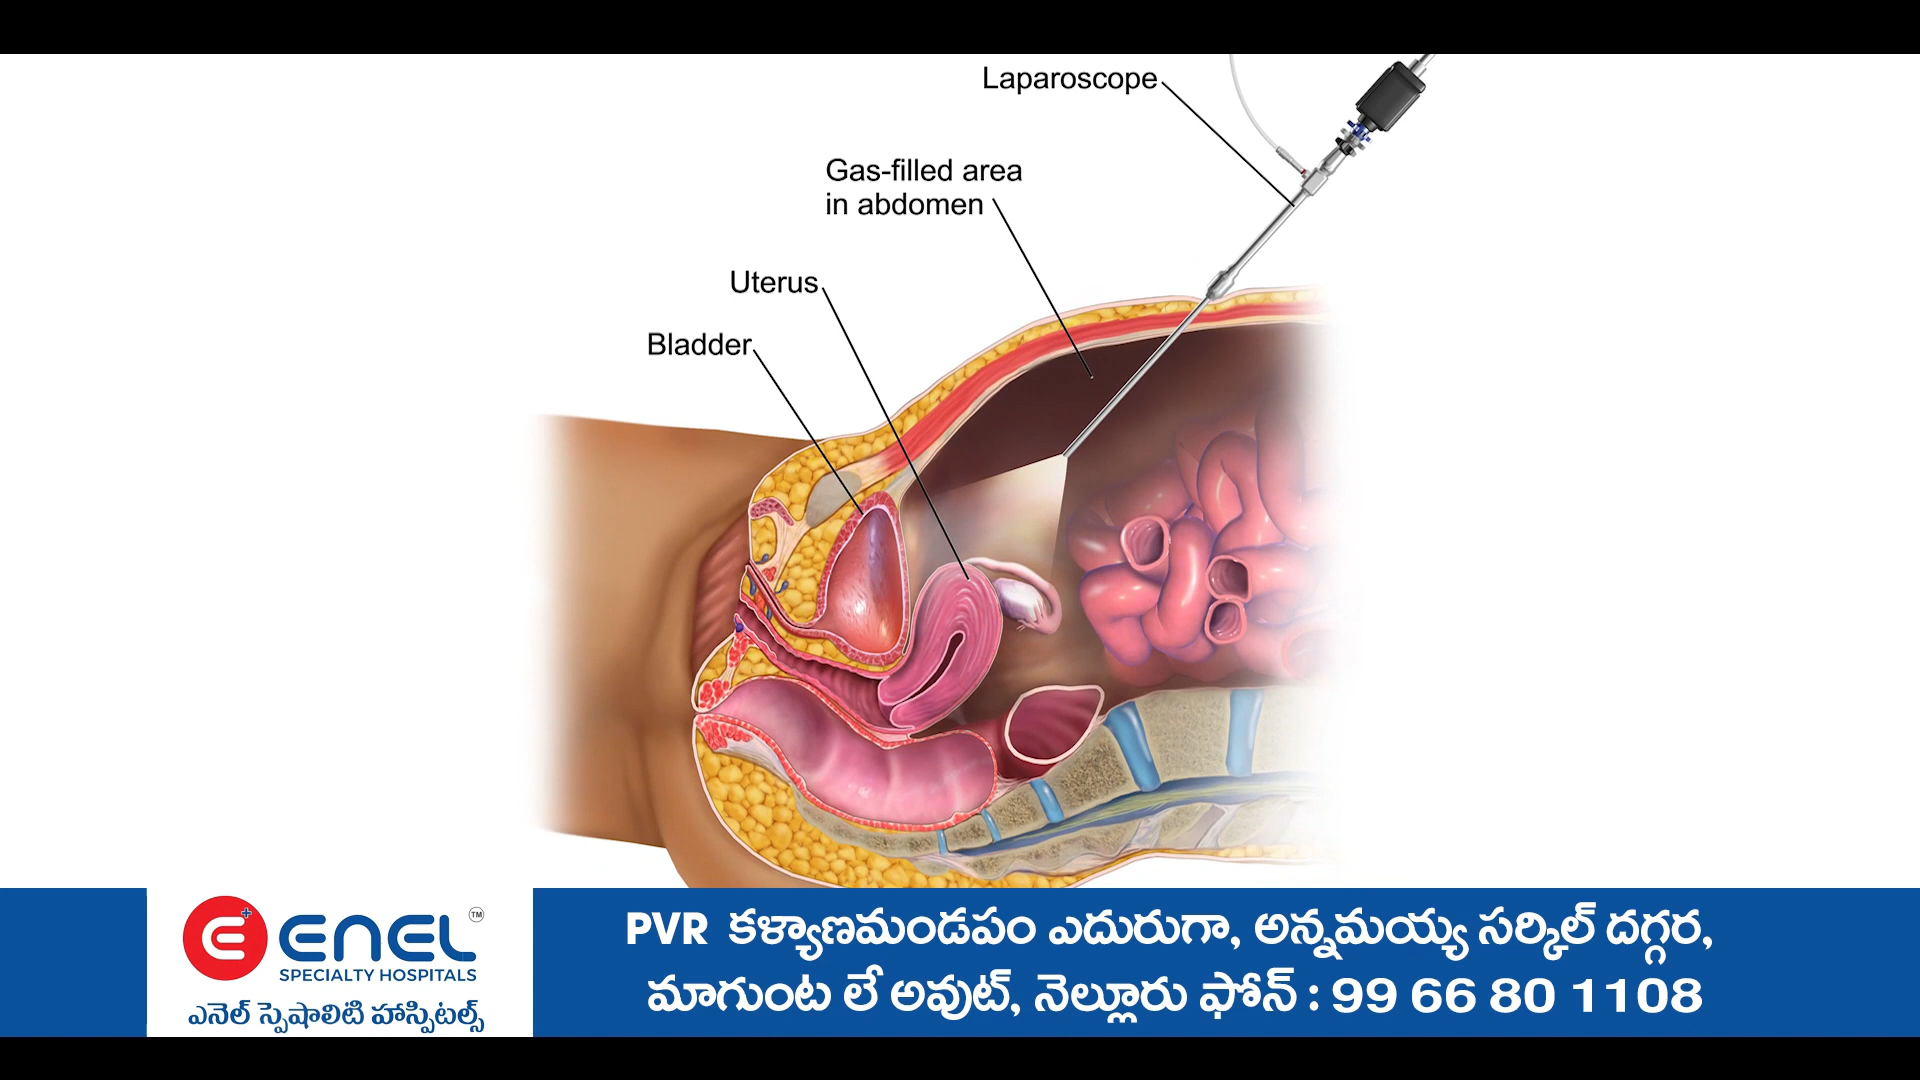 Laparoscope
Gas-filled area
in abdomen
Uterus
Bladder
ENEL TM
SPECIALTY HOSPITALS
ఎనెల్ స్పెషాలిటి హాస్పిటల్స్
PVR కళ్యాణమండపం ఎదురుగా, అన్నమయ్య సర్కిల్ దగ్గర,
మాగుంట లే అవుట్, నెల్లూరు ఫోన్ : 99 66 80 1108